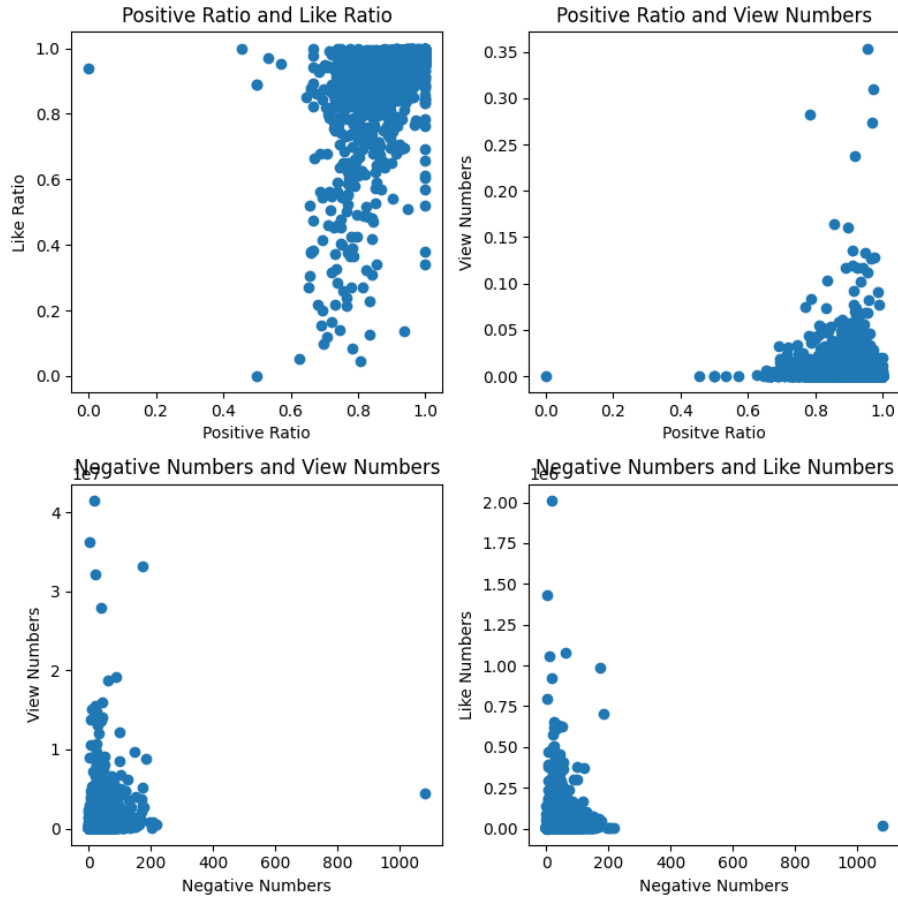 Positive Ratio and Like Ratio
Like Ratio
1.0
0.8
0.6
0.4
0.2
0.0
0.0 0.2 0.4 0.6 0.8 1.0
Positive Ratio
Positive Ratio and View Numbers
View Numbers
0.35
0.30
0.25
0.20
0.15
0.10
0.05
0.00
0.0 0.2 0.4 0.6 0.8 1.0
Positve Ratio
Negative Numbers and View Numbers
1e7
View Numbers
4
3
2
1
0
0 200 400 600 800 1000
Negative Numbers
Negative Numbers and Like Numbers
1e6
Like Numbers
2.00
1.75
1.50
1.25
1.00
0.75
0.50
0.25
0.00
0 200 400 600 800 1000
Negative Numbers